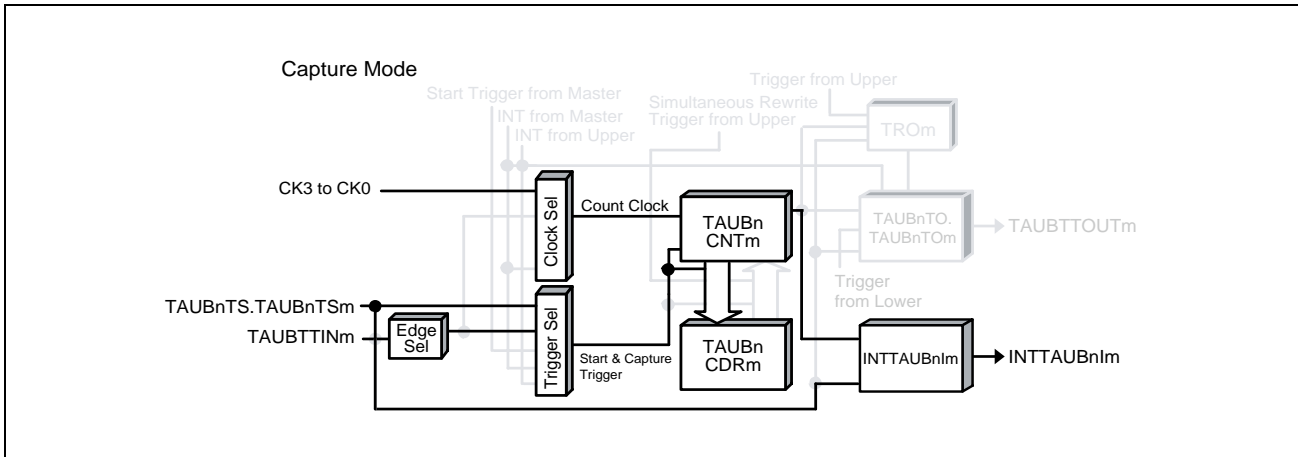 Capture Mode
Trigger from Upper
Start Trigger from Master
Simultaneous Rewrite
Trigger from Upper
INT from Master
INT from Upper
TROm
CK3 to CK0
Clock Sel
Count Clock
TAUBn
CNTm
TAUBnTO.
TAUBnTOm
TAUBTTOUTm
Trigger
from Lower
TAUBnTS.TAUBnTSm
TAUBTTINm
Edge
Sel
Trigger Sel
Start & Capture
Trigger
TAUBn
CDRm
INTTAUBnIm
INTTAUBnIm